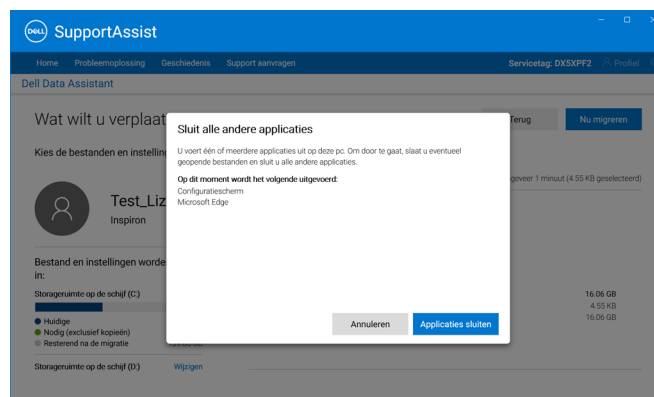 DELL SupportAssist
Home Probleemoplossing Geschiedenis Support aanvragen Servicetag: DX5XPF2 Profiel
Dell Data Assistant
Wat wilt u verplaat
Terug Nu migreren
Kies de bestanden en instellin
geveer 1 minuut (4.55 KB geselecteerd)
Test_Liz
Inspiron
Bestand en instellingen worde
in:
Storageruimte op de schijf (C:)
16.06 GB
4.55 KB
16.06 GB
Huidige
Nodig (exclusief kopieën)
Resterend na de migratie
Storageruimte op de schijf (D:) Wijzigen
Sluit alle andere applicaties
U voert één of meerdere applicaties uit op deze pc. Om door te gaat, slaat u eventueel
geopende bestanden en sluit u alle andere applicaties.
Op dit moment wordt het volgende uitgevoerd:
Configuratiescherm
Microsoft Edge
Annuleren Applicaties sluiten